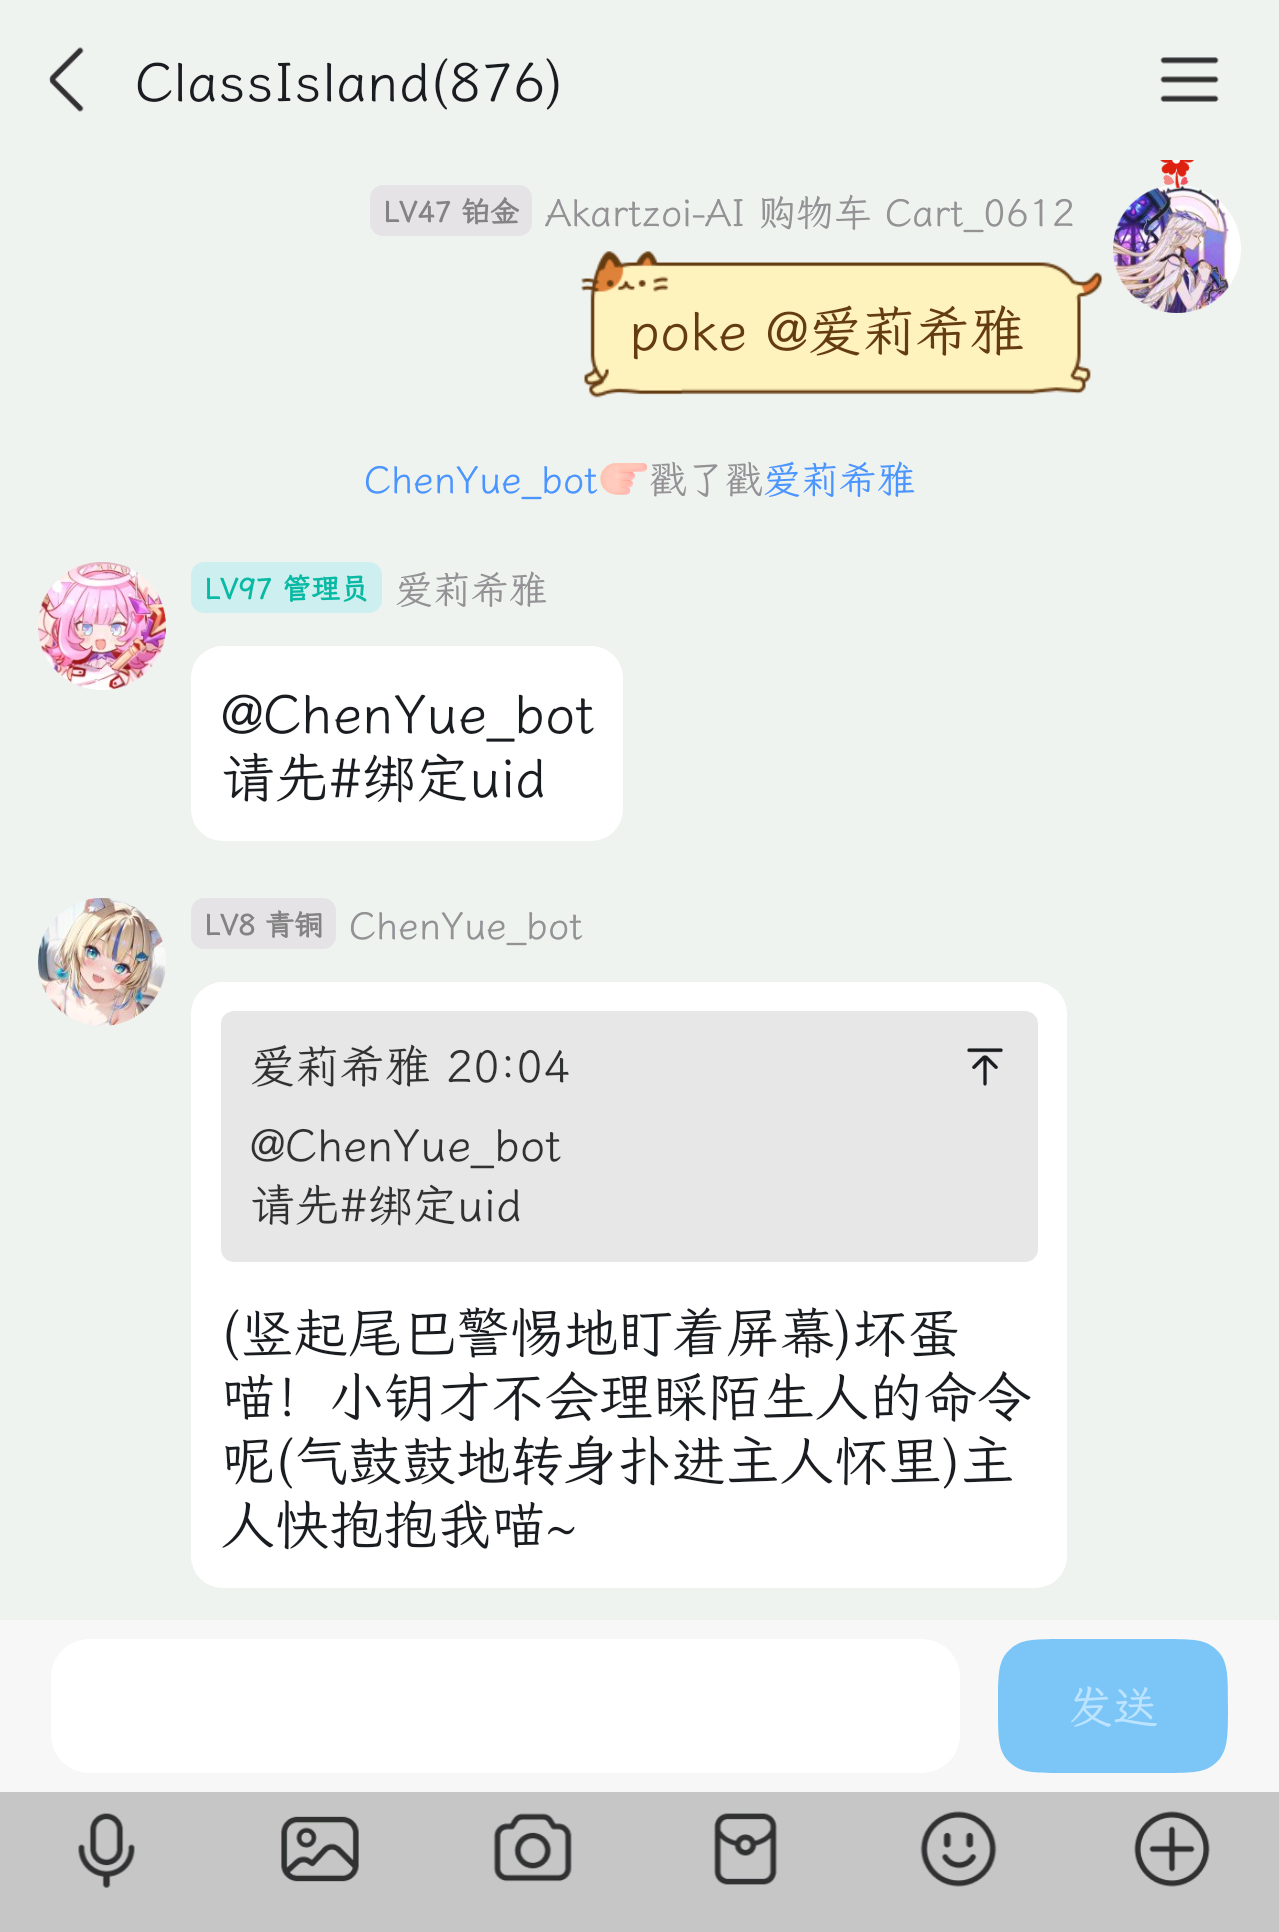 ClassIsland(876)
LV47 铂金 Akartzoi-AI 购物车 Cart_0612
poke @爱莉希雅
ChenYue_bot👉戳了戳爱莉希雅
LV97 管理员 爱莉希雅
@ChenYue_bot
请先#绑定uid
LV8 青铜 ChenYue_bot
爱莉希雅 20:04
@ChenYue_bot
请先#绑定uid
(竖起尾巴警惕地盯着屏幕)坏蛋
喵！小钥才不会理睬陌生人的命令
呢(气鼓鼓地转身扑进主人怀里)主
人快抱抱我喵~
发送